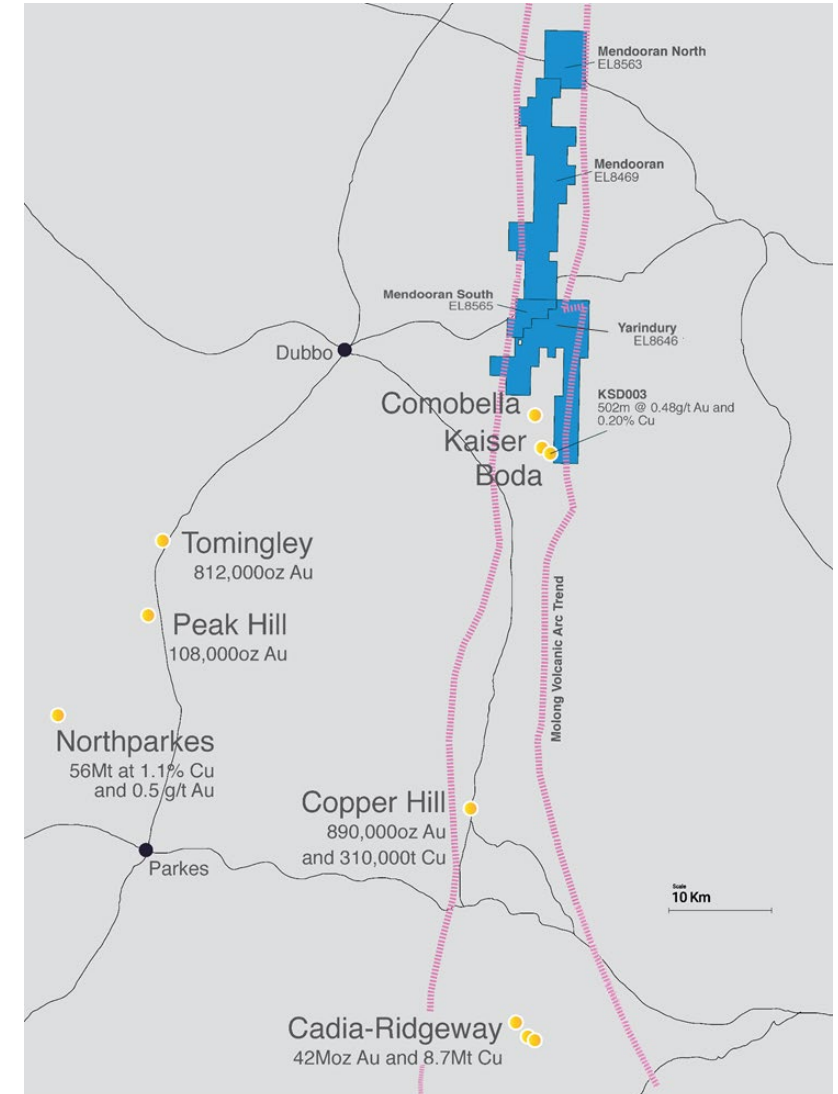 Mendooran North
EL8563
Mendooran
EL8469
Mendooran South
EL8565
Yarindury
EL8646
Dubbo
KSD003
502m @ 0.48g/t Au and
0.20% Cu
Comobella
Kaiser
Boda
Tomingley
812,000oz Au
Peak Hill
108,000oz Au
Molong Volcanic Arc Trend
Northparkes
56Mt at 1.1% Cu
and 0.5 g/t Au
Copper Hill
890,000oz Au
and 310,000t Cu
Parkes
Scale
10 Km
Cadia-Ridgeway
42Moz Au and 8.7Mt Cu